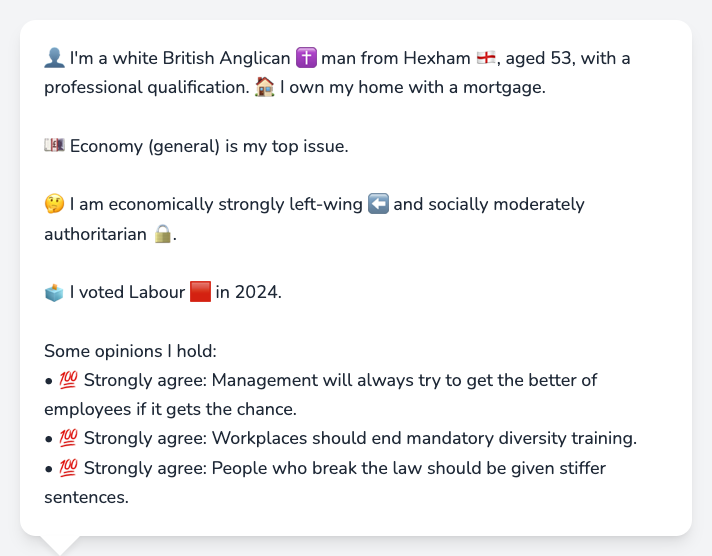 👤 I'm a white British Anglican ✝️ man from Hexham 🏴󠁧󠁢󠁥󠁮󠁧󠁿, aged 53, with a
professional qualification. 🏠 I own my home with a mortgage.
💷 Economy (general) is my top issue.
🤔 I am economically strongly left-wing ⬅️ and socially moderately
authoritarian 🔒.
🗳️ I voted Labour 🟥 in 2024.
Some opinions I hold:
• 💯 Strongly agree: Management will always try to get the better of
employees if it gets the chance.
• 💯 Strongly agree: Workplaces should end mandatory diversity training.
• 💯 Strongly agree: People who break the law should be given stiffer
sentences.